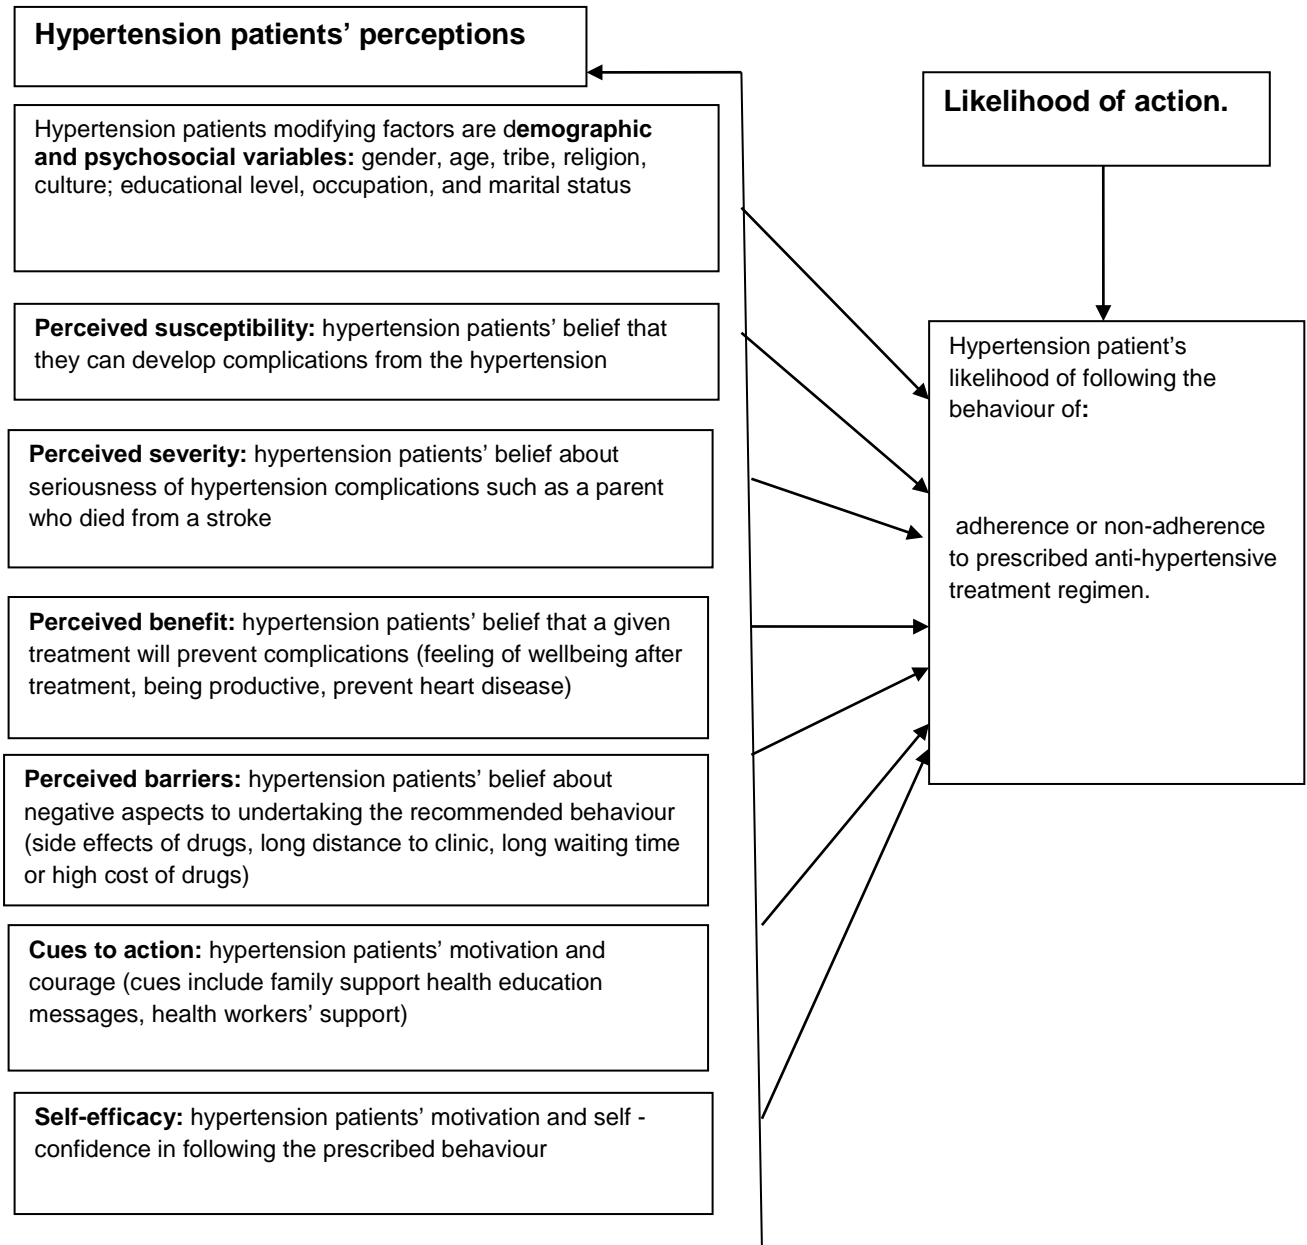 Hypertension patients’ perceptions
Likelihood of action.
Hypertension patients modifying factors are demographic
and psychosocial variables: gender, age, tribe, religion,
culture; educational level, occupation, and marital status
Perceived susceptibility: hypertension patients’ belief that
they can develop complications from the hypertension
Perceived severity: hypertension patients’ belief about
seriousness of hypertension complications such as a parent
who died from a stroke
Perceived benefit: hypertension patients’ belief that a given
treatment will prevent complications (feeling of wellbeing after
treatment, being productive, prevent heart disease)
Perceived barriers: hypertension patients’ belief about
negative aspects to undertaking the recommended behaviour
(side effects of drugs, long distance to clinic, long waiting time
or high cost of drugs)
Cues to action: hypertension patients’ motivation and
courage (cues include family support health education
messages, health workers’ support)
Self-efficacy: hypertension patients’ motivation and self -
confidence in following the prescribed behaviour
Hypertension patient’s
likelihood of following the
behaviour of:
adherence or non-adherence
to prescribed anti-hypertensive
treatment regimen.